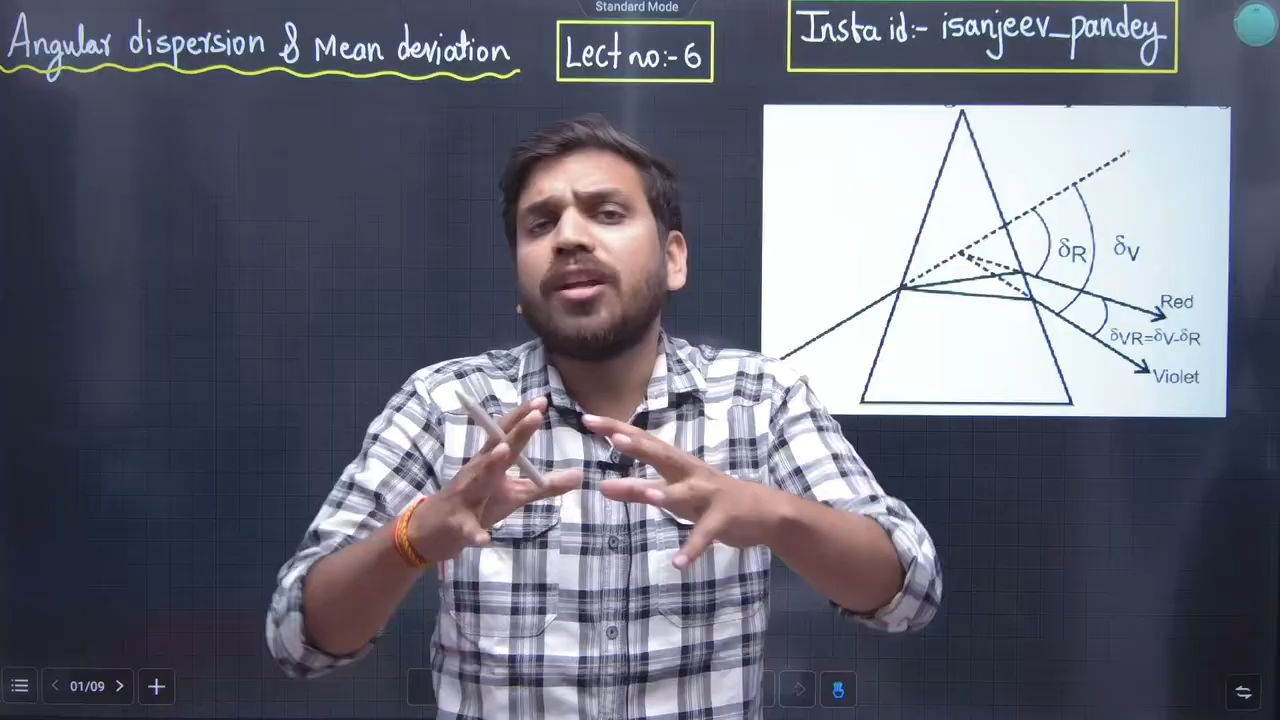 Standard Mode
Angular dispersion & Mean deviation
Lect no:- 6
Insta id:- isanjeev_pandey
δR
δV
Red
δVR=δV-δR
Violet
01/09